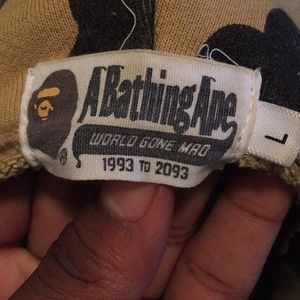 A Bathing Ape
®
WORLD GONE MAD
1993 TO 2093
L